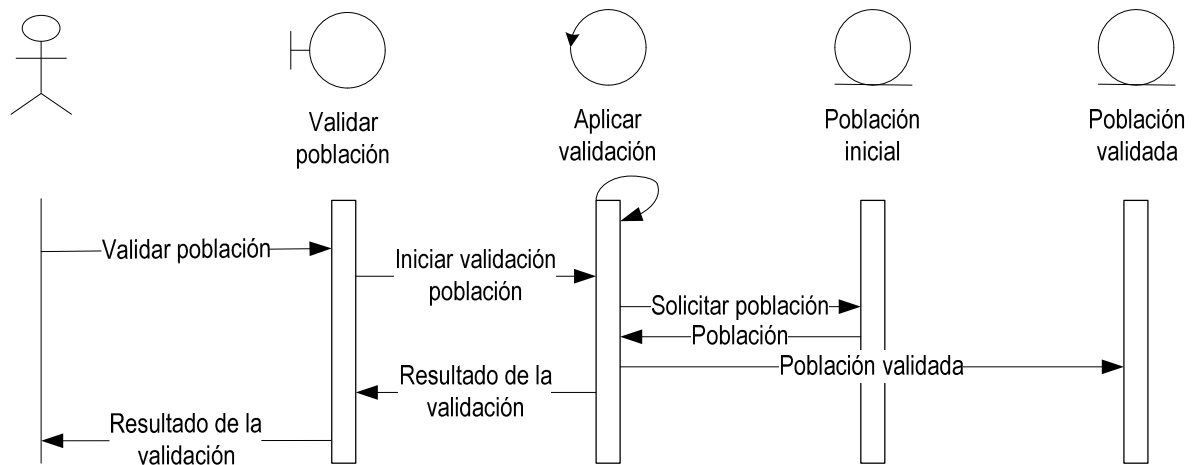 Validar
población
Aplicar
validación
Población
inicial
Población
validada
Validar población
Iniciar validación
población
Solicitar población
Población
Población validada
Resultado de la
validación
Resultado de la
validación